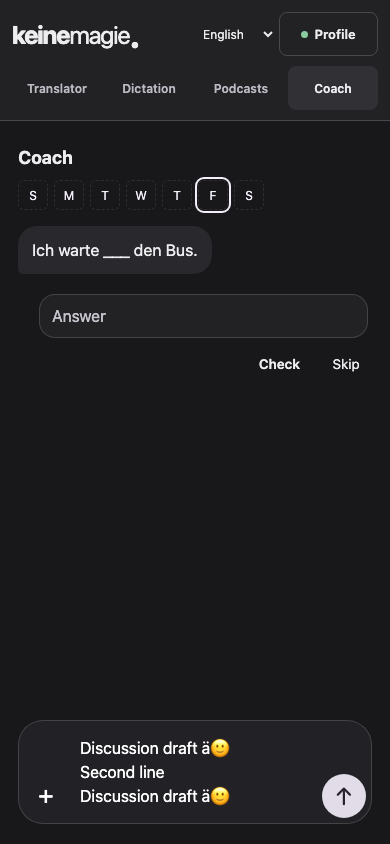 keinemagie.
English
Profile
Translator
Dictation
Podcasts
Coach
Coach
S M T W T F S
Ich warte ___ den Bus.
Answer
Check
Skip
Discussion draft ä🙂
Second line
+ Discussion draft ä🙂